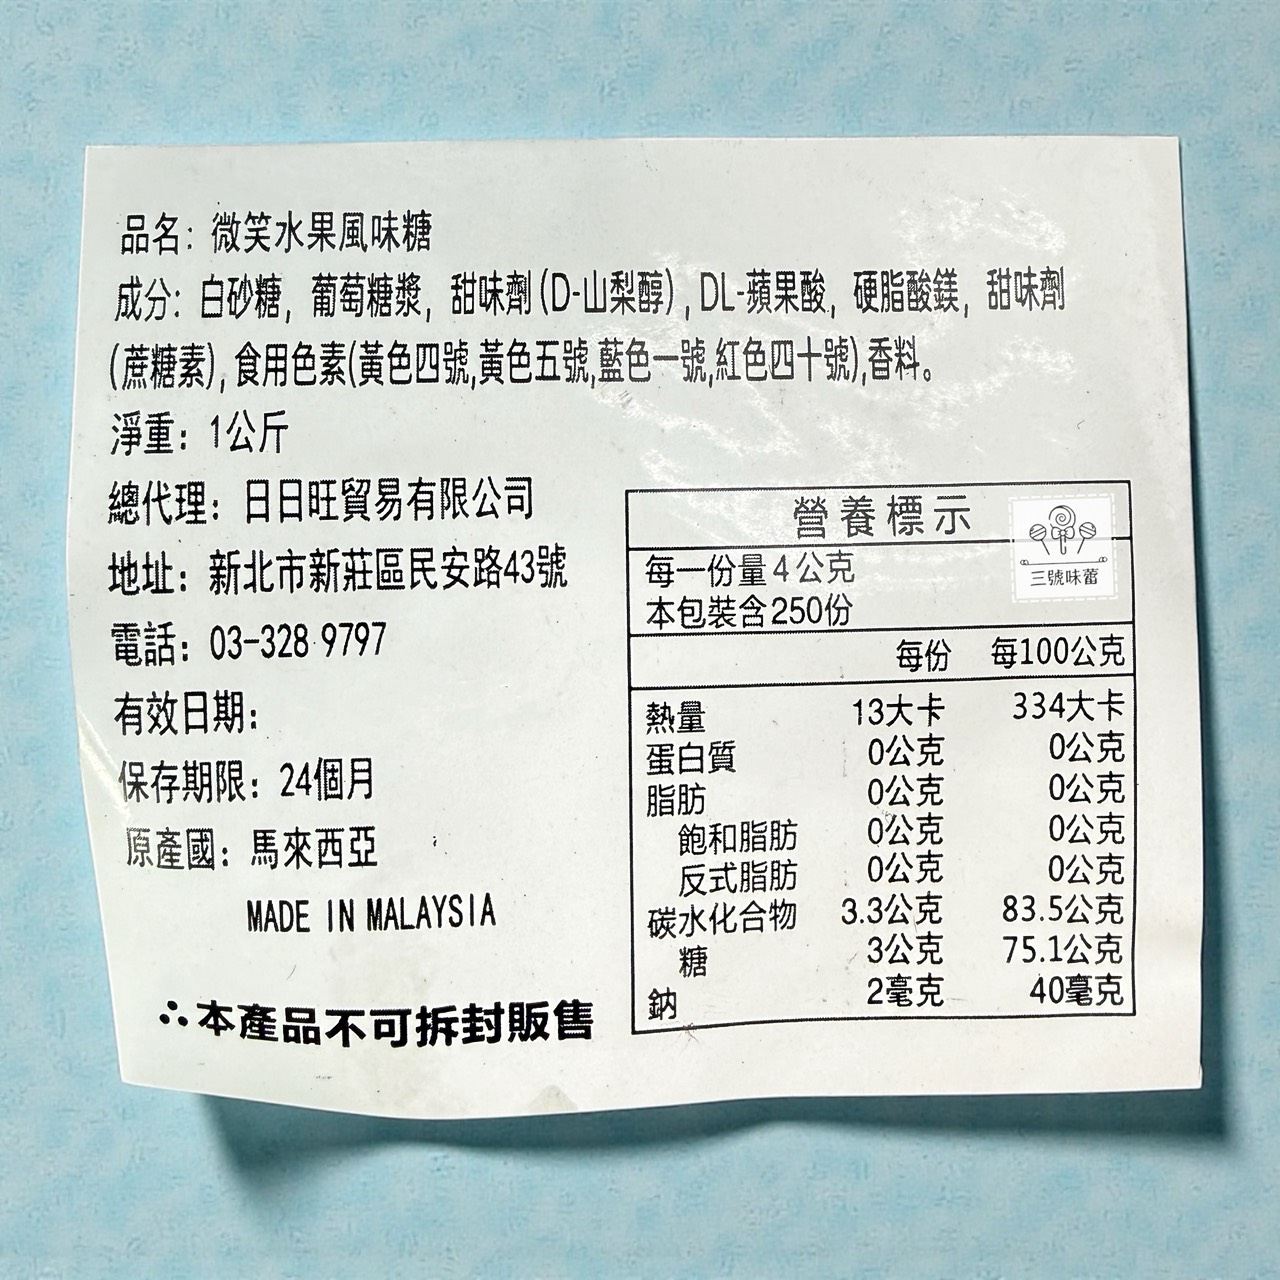 品名：微笑水果風味糖
成分：白砂糖，葡萄糖漿，甜味劑(D-山梨醇)，DL-蘋果酸，硬脂酸鎂，甜味劑
(蔗糖素),食用色素(黃色四號,黃色五號,藍色一號,紅色四十號),香料。
淨重：1公斤
總代理：日日旺貿易有限公司
地址：新北市新莊區民安路43號
電話：03-328 9797
有效日期：
保存期限：24個月
原產國：馬來西亞
MADE IN MALAYSIA
∴本產品不可拆封販售
營養標示
三號味蕾
每一份量4公克
本包裝含250份
每份 每100公克
熱量 13大卡 334大卡
蛋白質 0公克 0公克
脂肪 0公克 0公克
飽和脂肪 0公克 0公克
反式脂肪 0公克 0公克
碳水化合物 3.3公克 83.5公克
糖 3公克 75.1公克
鈉 2毫克 40毫克